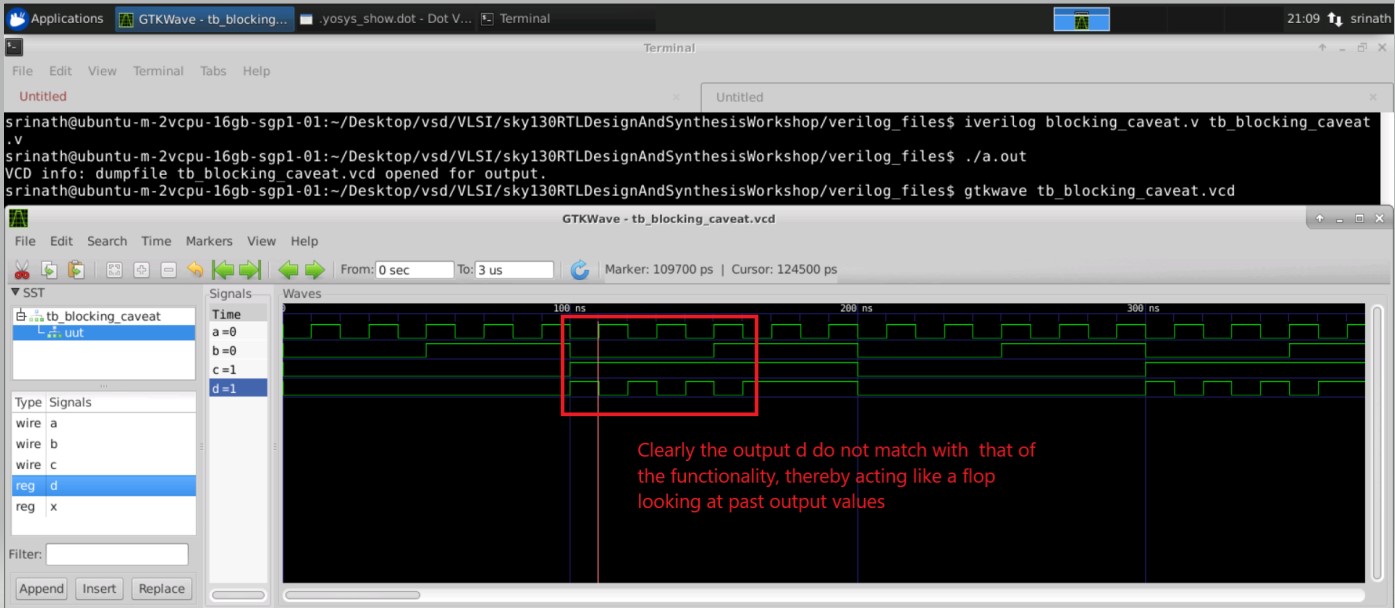 Applications
GTKWave - tb_blocking...
.yosys_show.dot - Dot V...
Terminal
21:09
srinath
Terminal
File Edit View Terminal Tabs Help
Untitled
Untitled
srinath@ubuntu-m-2vcpu-16gb-sgp1-01:~/Desktop/vsd/VLSI/sky130RTLDesignAndSynthesisWorkshop/verilog_files$ iverilog blocking_caveat.v tb_blocking_caveat
.v
srinath@ubuntu-m-2vcpu-16gb-sgp1-01:~/Desktop/vsd/VLSI/sky130RTLDesignAndSynthesisWorkshop/verilog_files$ ./a.out
VCD info: dumpfile tb_blocking_caveat.vcd opened for output.
srinath@ubuntu-m-2vcpu-16gb-sgp1-01:~/Desktop/vsd/VLSI/sky130RTLDesignAndSynthesisWorkshop/verilog_files$ gtkwave tb_blocking_caveat.vcd
GTKWave - tb_blocking_caveat.vcd
File Edit Search Time Markers View Help
From: 0 sec To: 3 us Marker: 109700 ps | Cursor: 124500 ps
SST
tb_blocking_caveat
uut
Type Signals
wire a
wire b
wire c
reg d
reg x
Filter:
Append Insert Replace
Signals
Time
a=0
b=0
c=1
d=1
Waves
100 ns 200 ns 300 ns
Clearly the output d do not match with that of
the functionality, thereby acting like a flop
looking at past output values